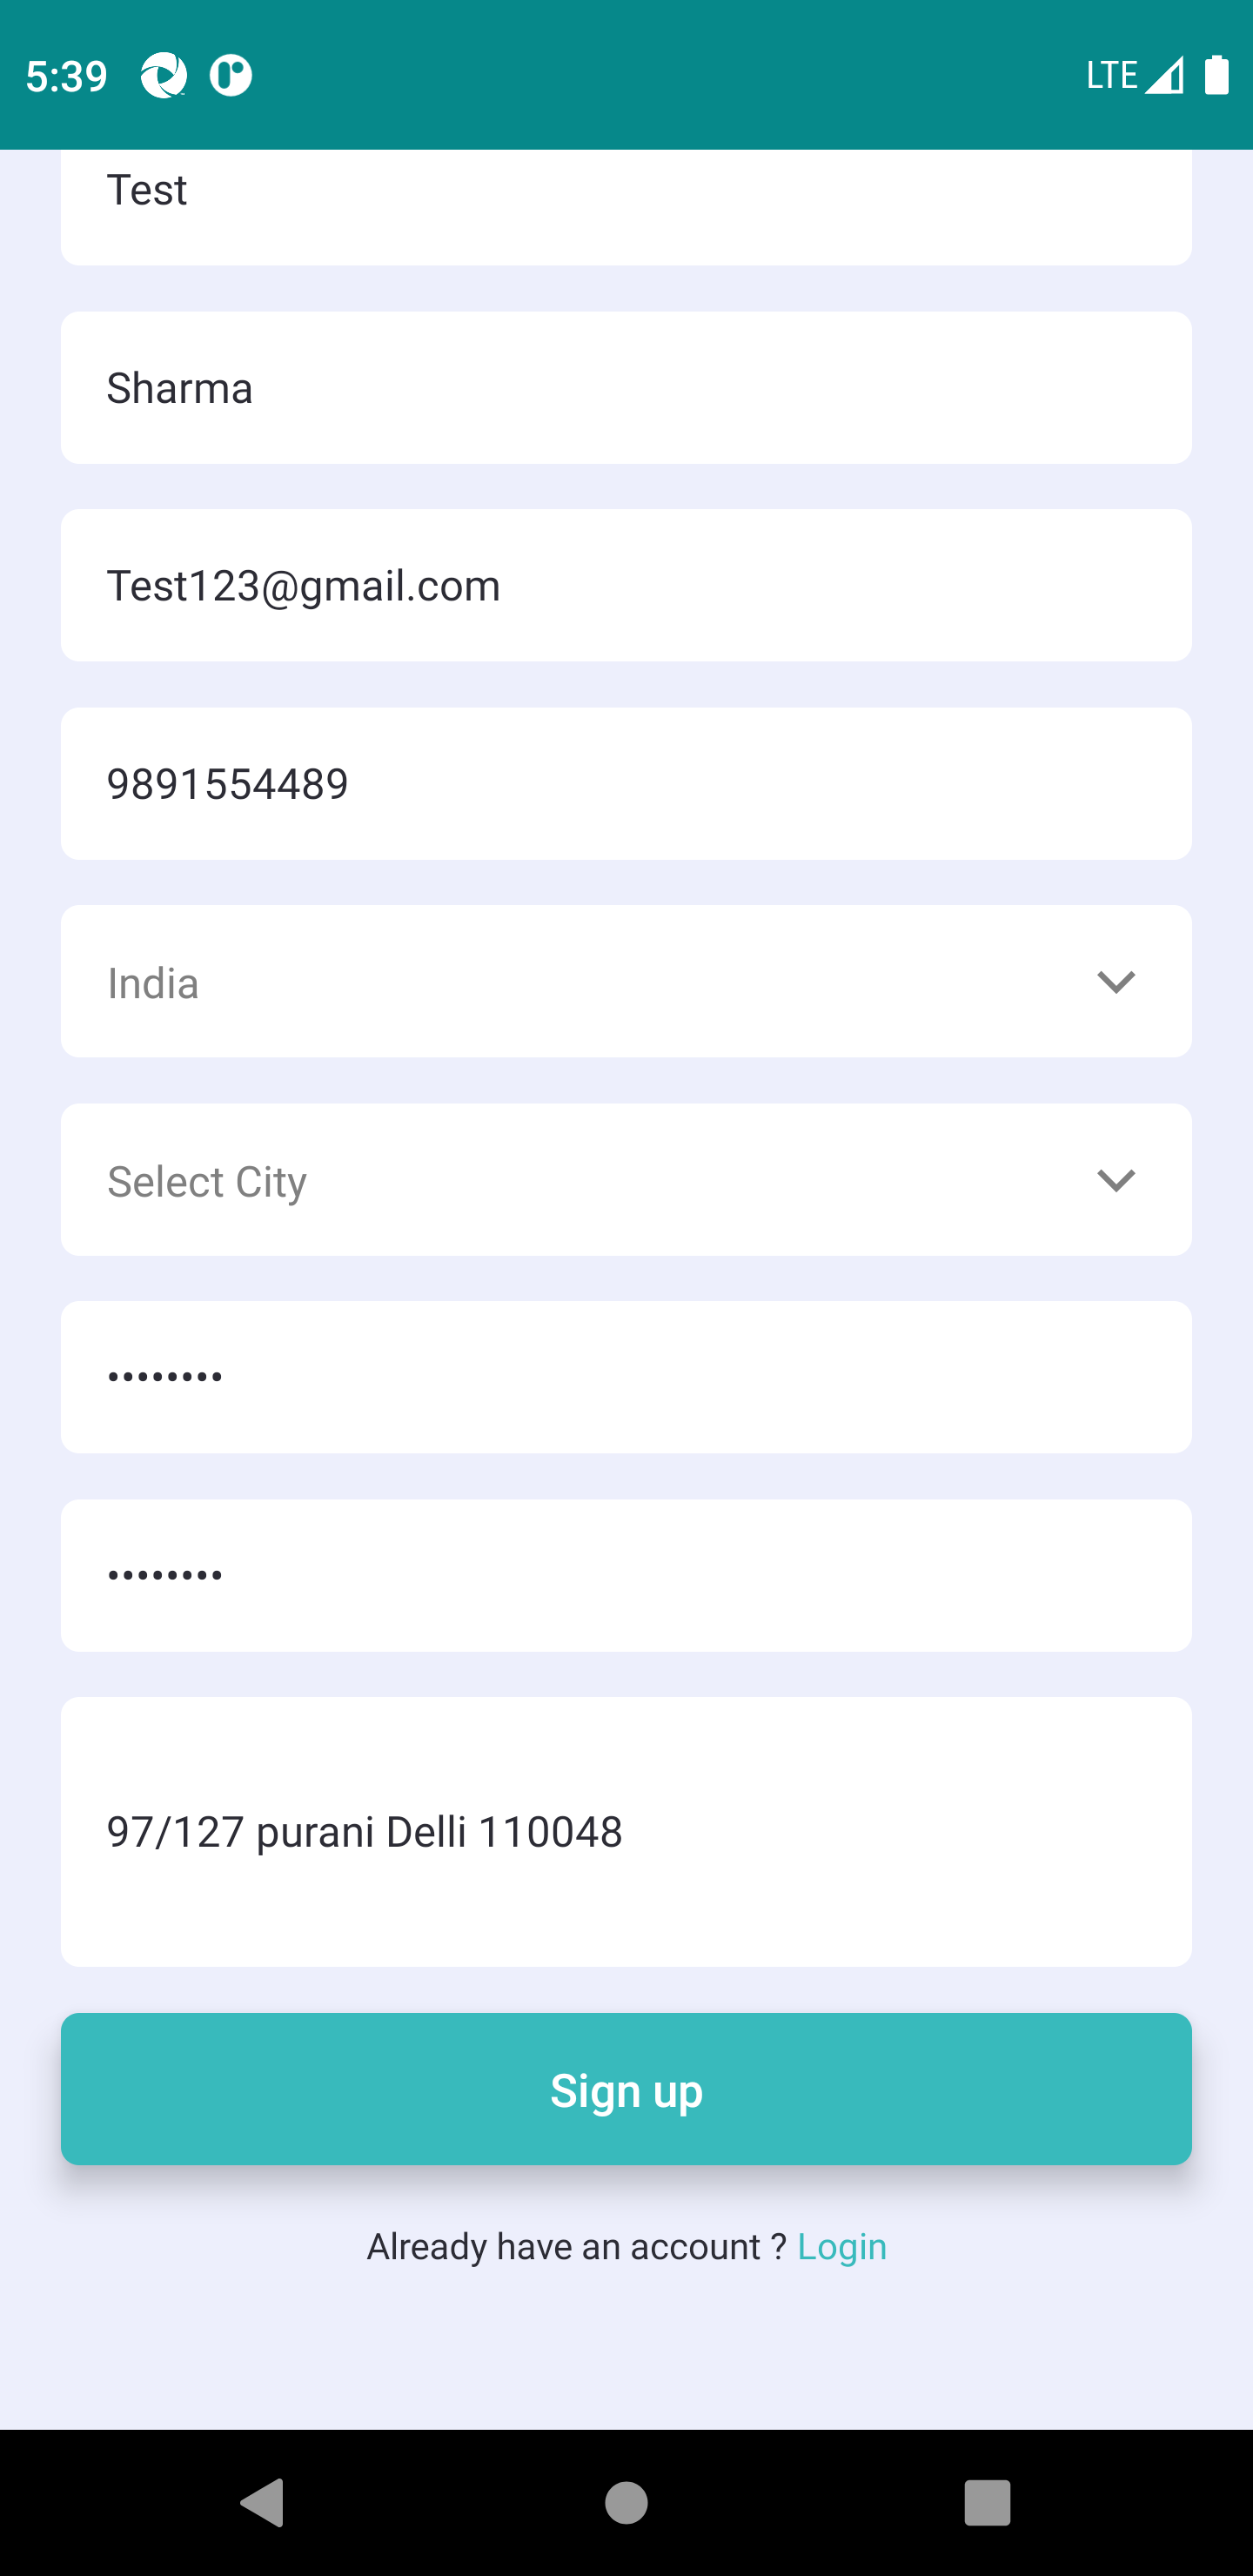 5:39
LTE
Test
Sharma
Test123@gmail.com
9891554489
India
Select City
••••••••
••••••••
97/127 purani Delli 110048
Sign up
Already have an account ? Login